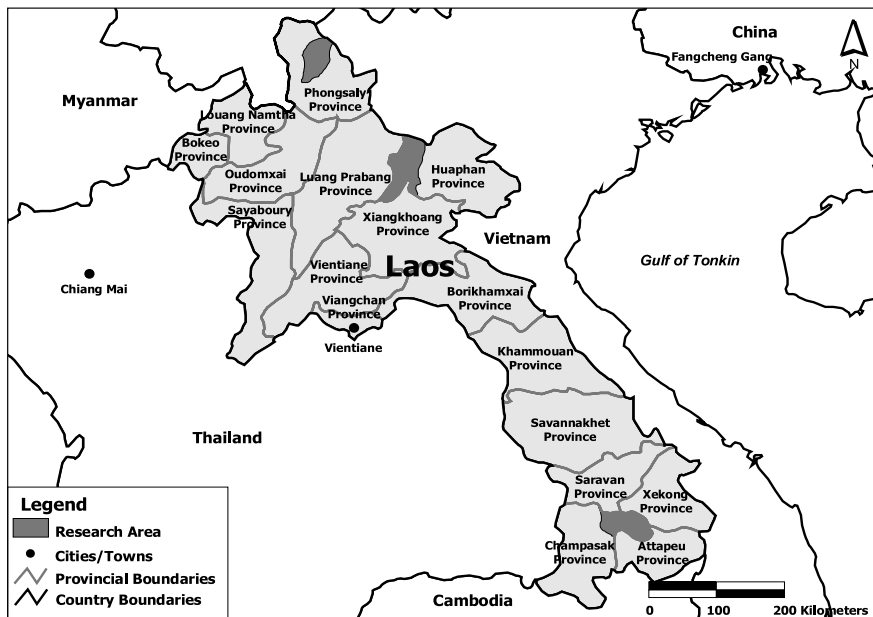 China
Fangcheng Gang
N
Myanmar
Phongsaly
Province
Louang Namtha
Province
Bokeo
Province
Oudomxai
Province
Luang Prabang
Province
Huaphan
Province
Sayaboury
Province
Xiangkhoang
Province
Vietnam
Gulf of Tonkin
Laos
Chiang Mai
Vientiane
Province
Viangchan
Province
Borikhamxai
Province
Vientiane
Khammouan
Province
Savannakhet
Province
Thailand
Saravan
Province
Xekong
Province
Champasak
Province
Attapeu
Province
Cambodia
Legend
Research Area
Cities/Towns
Provincial Boundaries
Country Boundaries
0 100 200 Kilometers